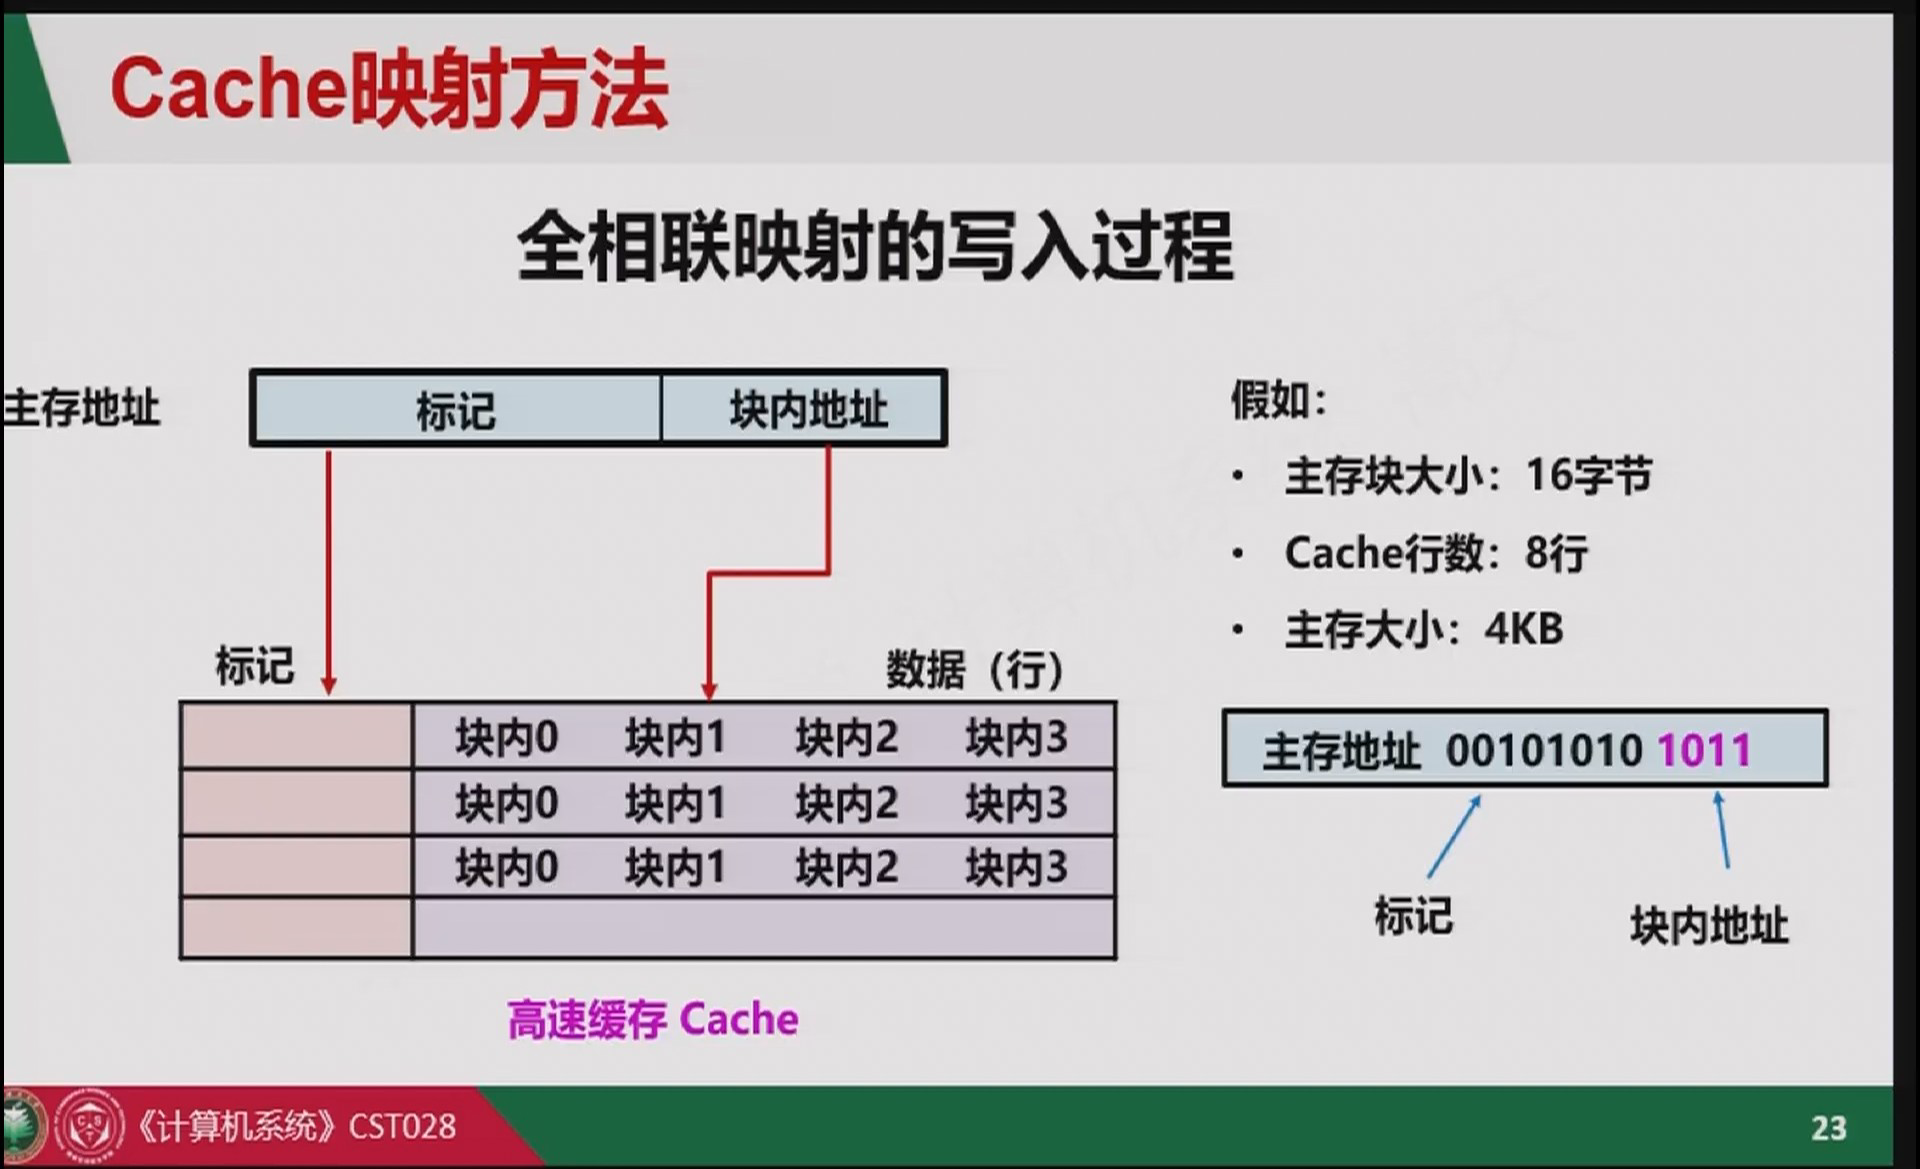 Cache映射方法
全相联映射的写入过程
主存地址
标记 块内地址
假如：
• 主存块大小：16字节
• Cache行数：8行
• 主存大小：4KB
标记 数据（行）
块内0 块内1 块内2 块内3
块内0 块内1 块内2 块内3
块内0 块内1 块内2 块内3
主存地址 00101010 1011
标记 块内地址
高速缓存 Cache
《计算机系统》CST028
23